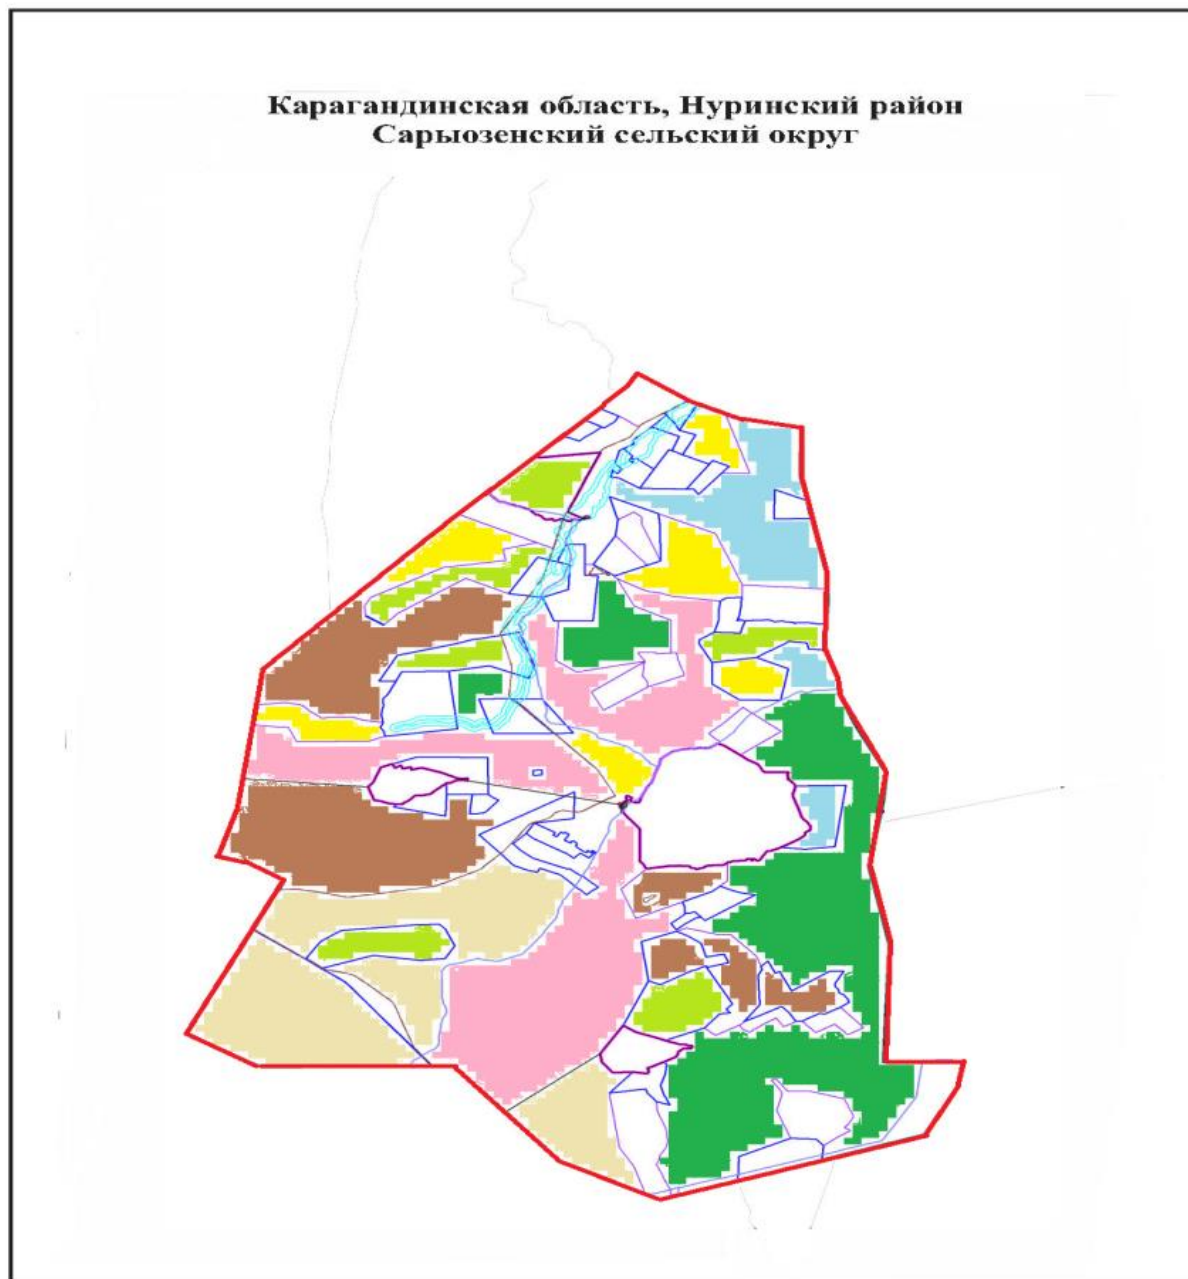 Карагандинская область, Нуринский район
Сарыозенский сельский округ